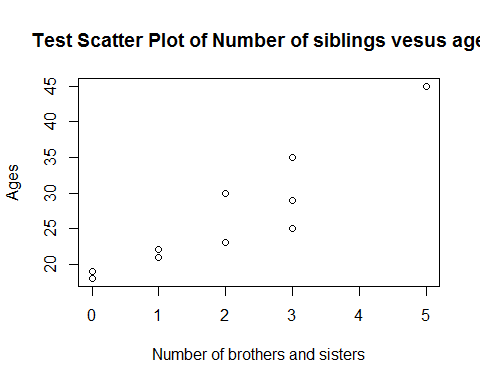 Test Scatter Plot of Number of siblings vesus age
45
40
35
30
25
20
Ages
0 1 2 3 4 5
Number of brothers and sisters